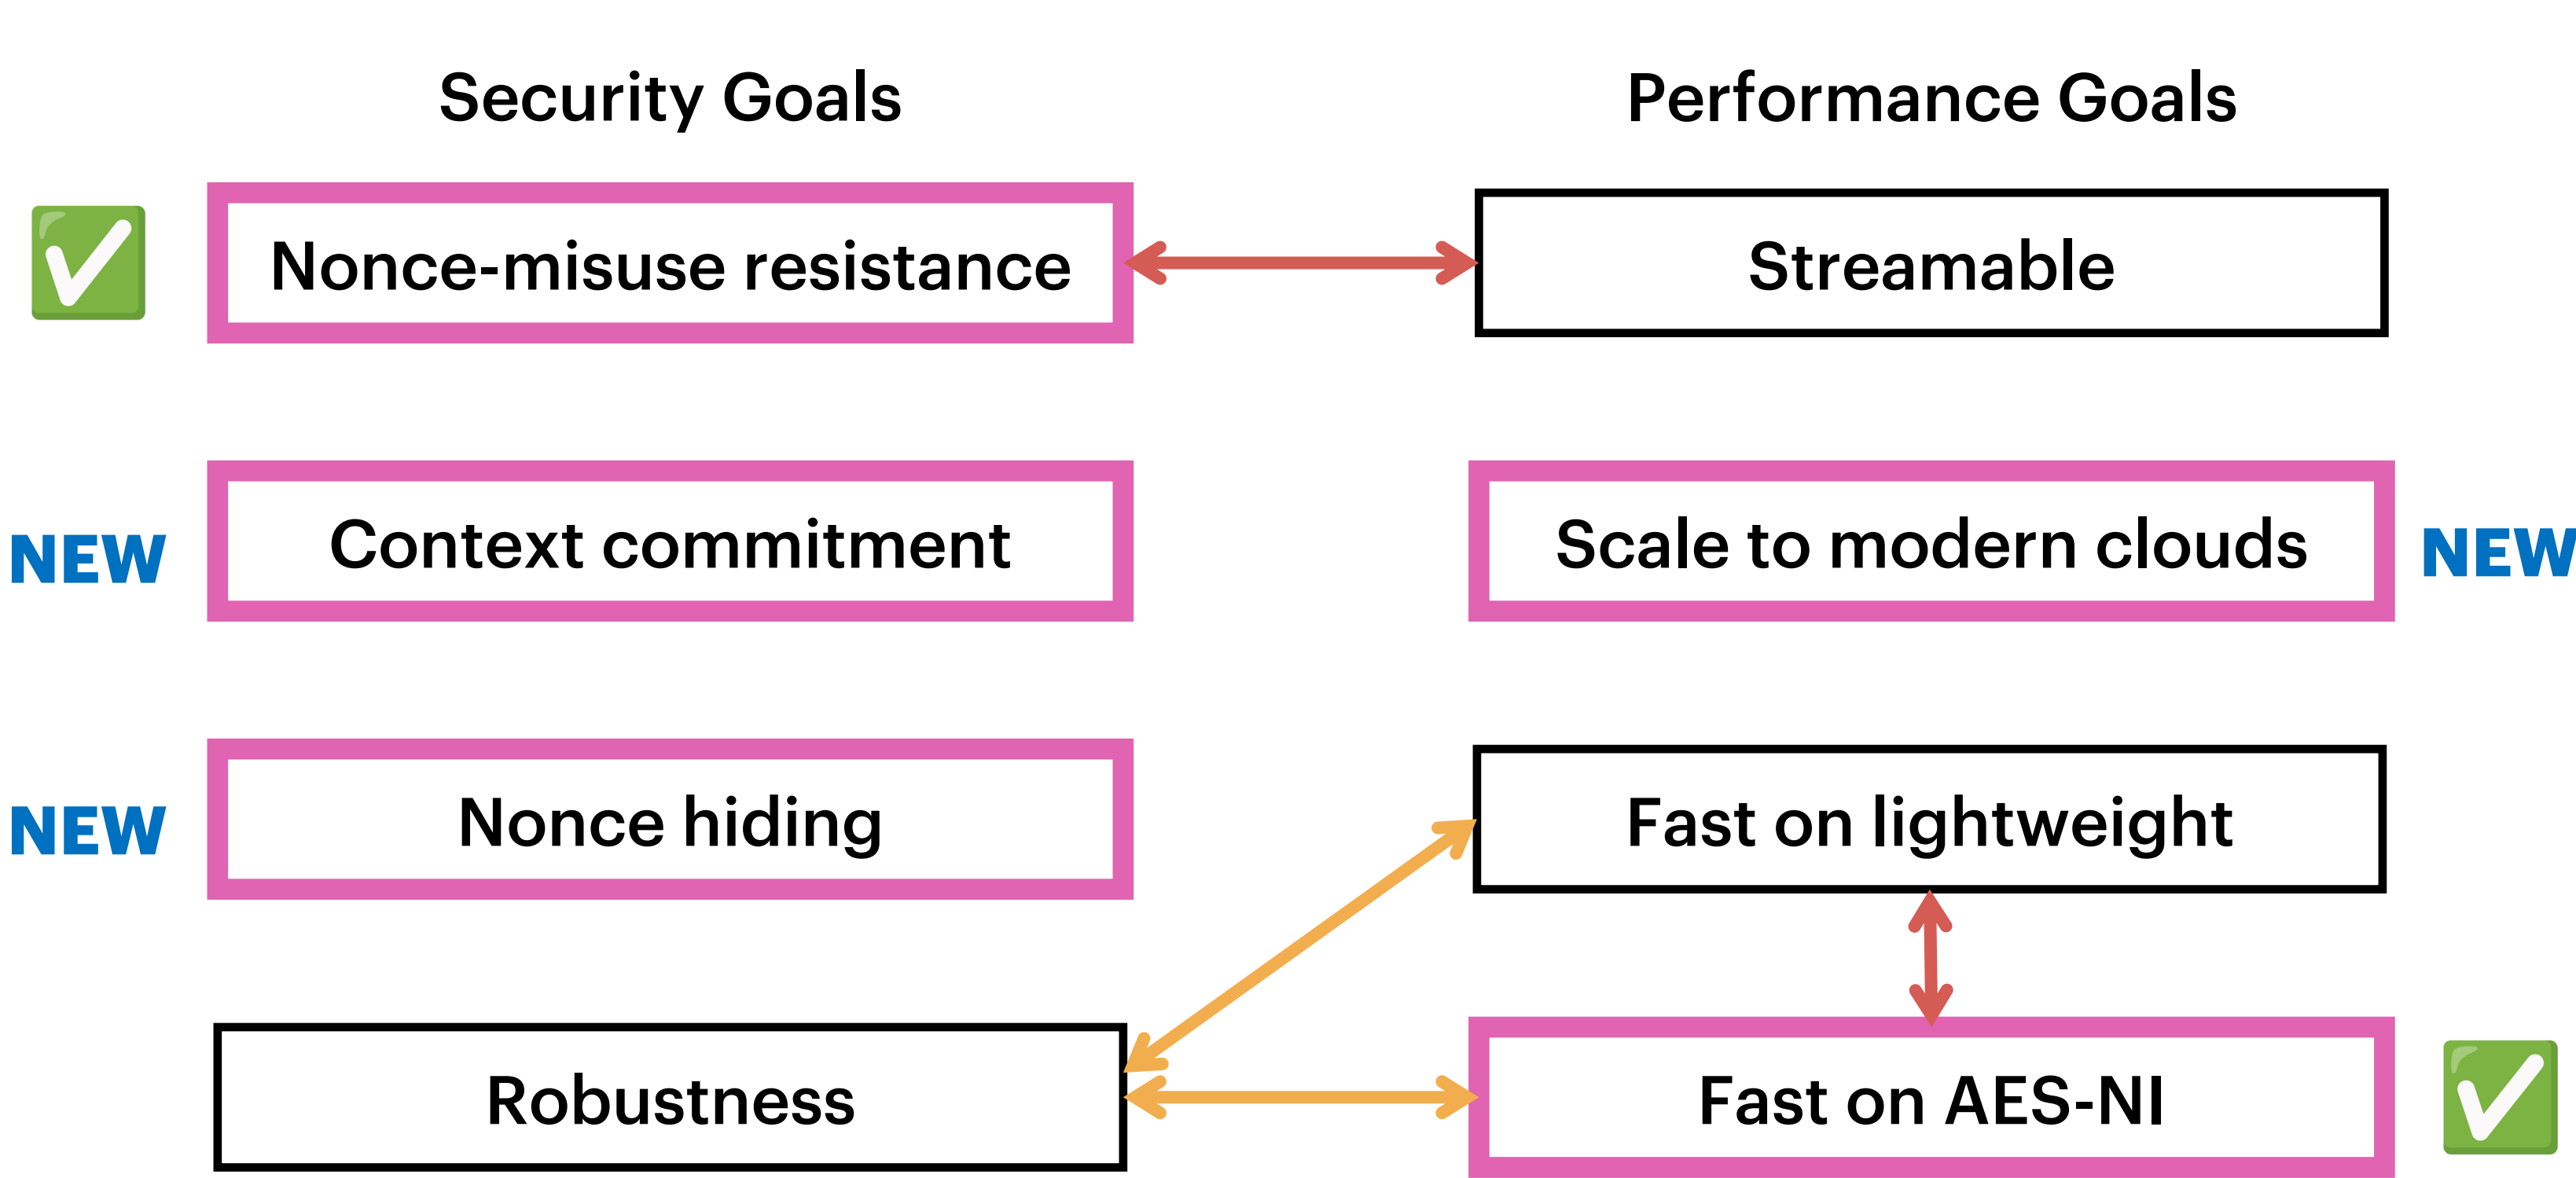 Security Goals
Performance Goals
Nonce-misuse resistance
Streamable
NEW
Context commitment
Scale to modern clouds
NEW
NEW
Nonce hiding
Fast on lightweight
Robustness
Fast on AES-NI